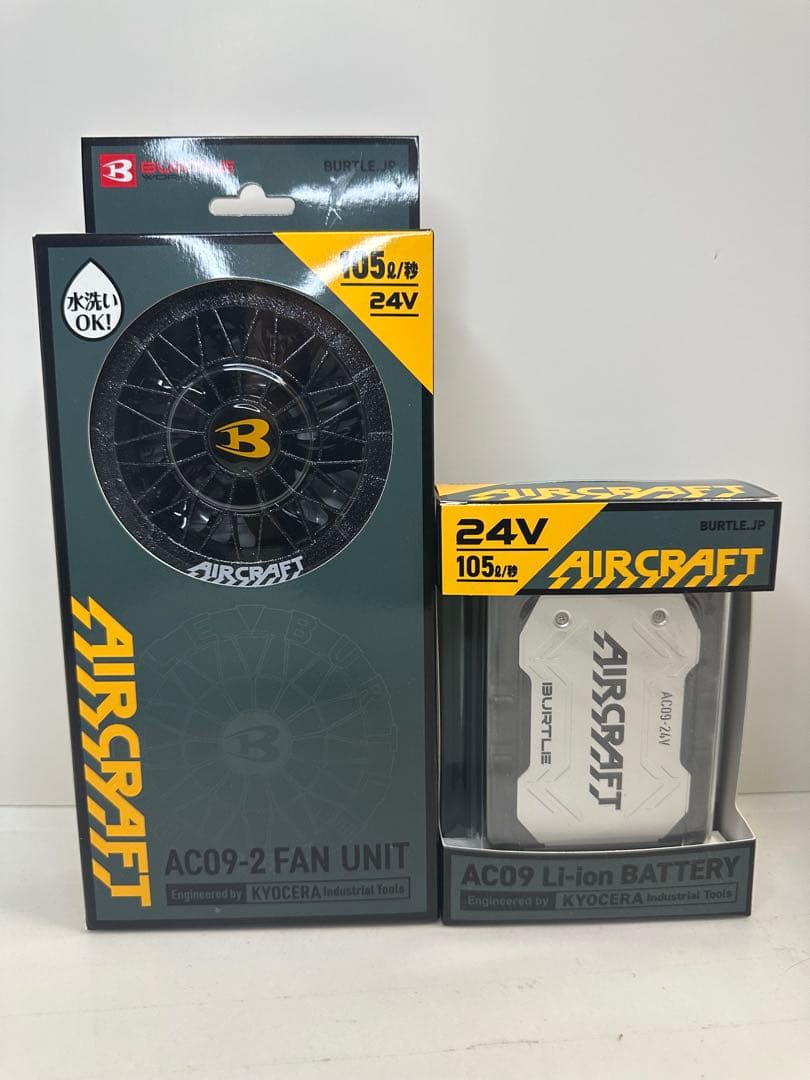 BURTLE
BURTLE.JP
水洗い
OK!
105ℓ/秒
24V
B
AIRCRAFT
AIRCRAFT
B
AC09-2 FAN UNIT
Engineered by KYOCERA Industrial Tools
AIRCRAFT
24V
105ℓ/秒
BURTLE.JP
AIRCRAFT
AIRCRAFT
BURTLE
AC09-24V
AC09 Li-ion BATTERY
Engineered by KYOCERA Industrial Tools